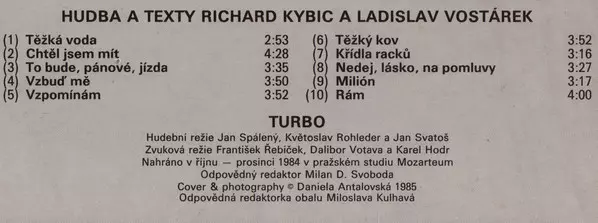 HUDBA A TEXTY RICHARD KYBIC A LADISLAV VOSTÁREK
(1) Těžká voda 2:53
(2) Chtěl jsem mít 4:28
(3) To bude, pánové, jízda 3:35
(4) Vzbuď mě 3:50
(5) Vzpomínám 3:52
(6) Těžký kov 3:52
(7) Křídla racků 3:16
(8) Nedej, lásko, na pomluvy 3:27
(9) Milión 3:17
(10) Rám 4:00
TURBO
Hudební režie Jan Spálený, Květoslav Rohleder a Jan Svatoš
Zvuková režie František Řebíček, Dalibor Votava a Karel Hodr
Nahráno v říjnu — prosinci 1984 v pražském studiu Mozarteum
Odpovědný redaktor Milan D. Svoboda
Cover & photography © Daniela Antalovská 1985
Odpovědná redaktorka obalu Miloslava Kulhavá